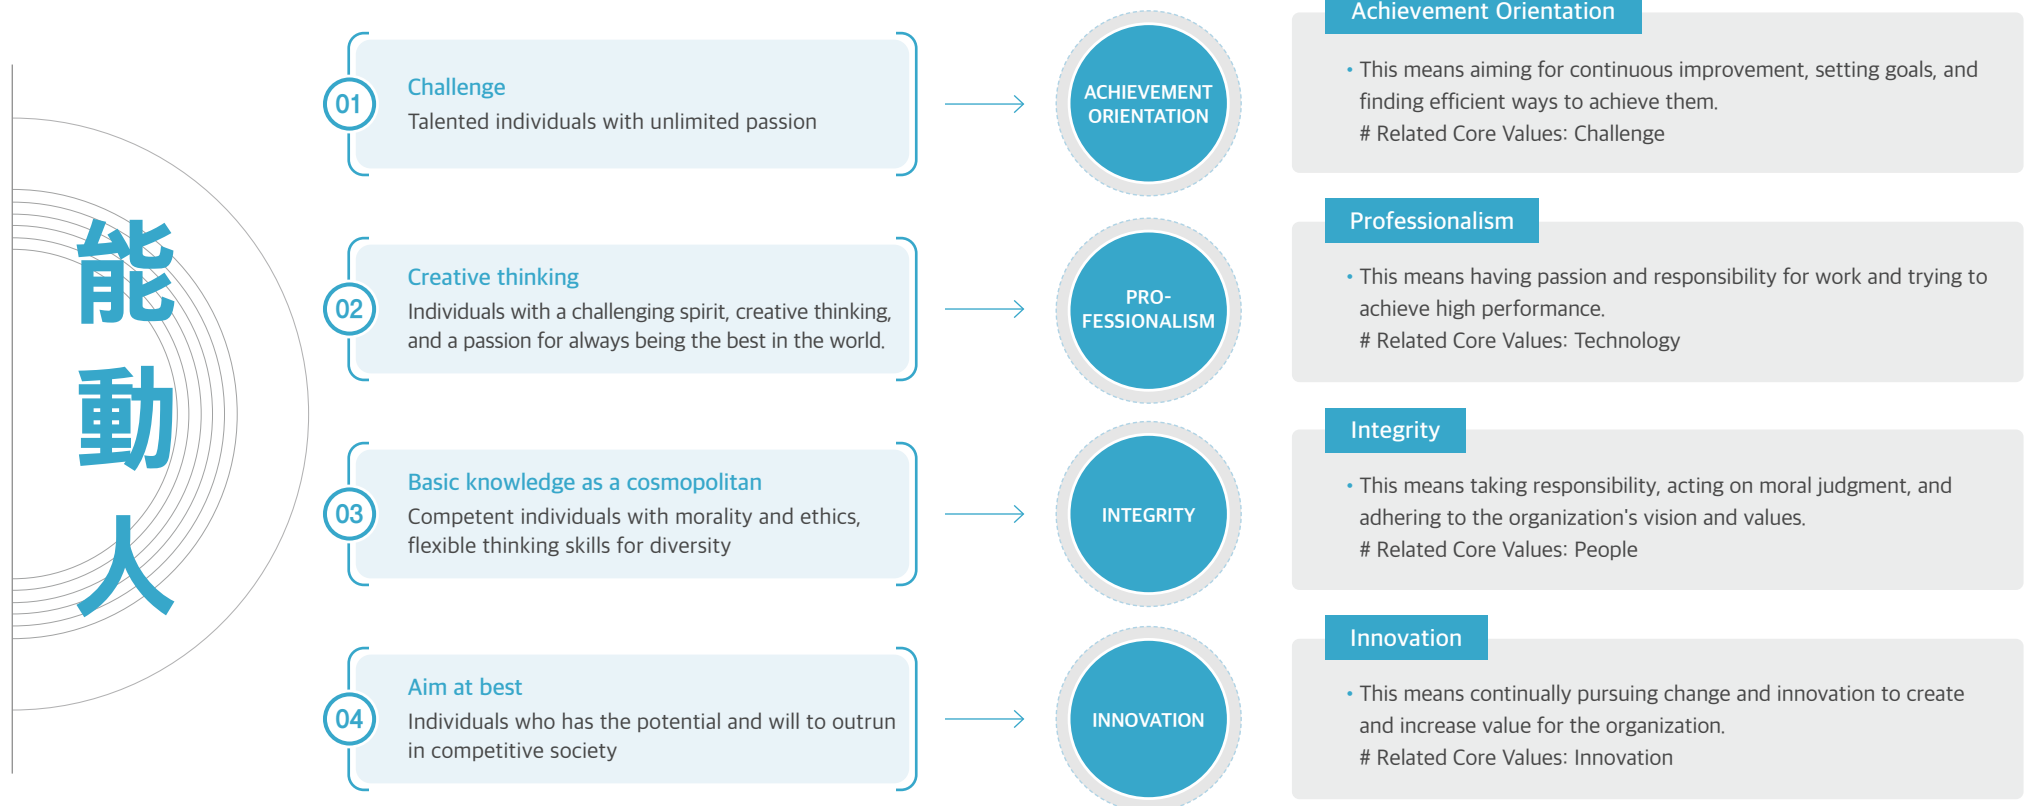 能
動
人
01
Challenge
Talented individuals with unlimited passion
ACHIEVEMENT
ORIENTATION
Achievement Orientation
• This means aiming for continuous improvement, setting goals, and
finding efficient ways to achieve them.
# Related Core Values: Challenge
02
Creative thinking
Individuals with a challenging spirit, creative thinking,
and a passion for always being the best in the world.
PRO-
FESSIONALISM
Professionalism
• This means having passion and responsibility for work and trying to
achieve high performance.
# Related Core Values: Technology
03
Basic knowledge as a cosmopolitan
Competent individuals with morality and ethics,
flexible thinking skills for diversity
INTEGRITY
Integrity
• This means taking responsibility, acting on moral judgment, and
adhering to the organization's vision and values.
# Related Core Values: People
04
Aim at best
Individuals who has the potential and will to outrun
in competitive society
INNOVATION
Innovation
• This means continually pursuing change and innovation to create
and increase value for the organization.
# Related Core Values: Innovation